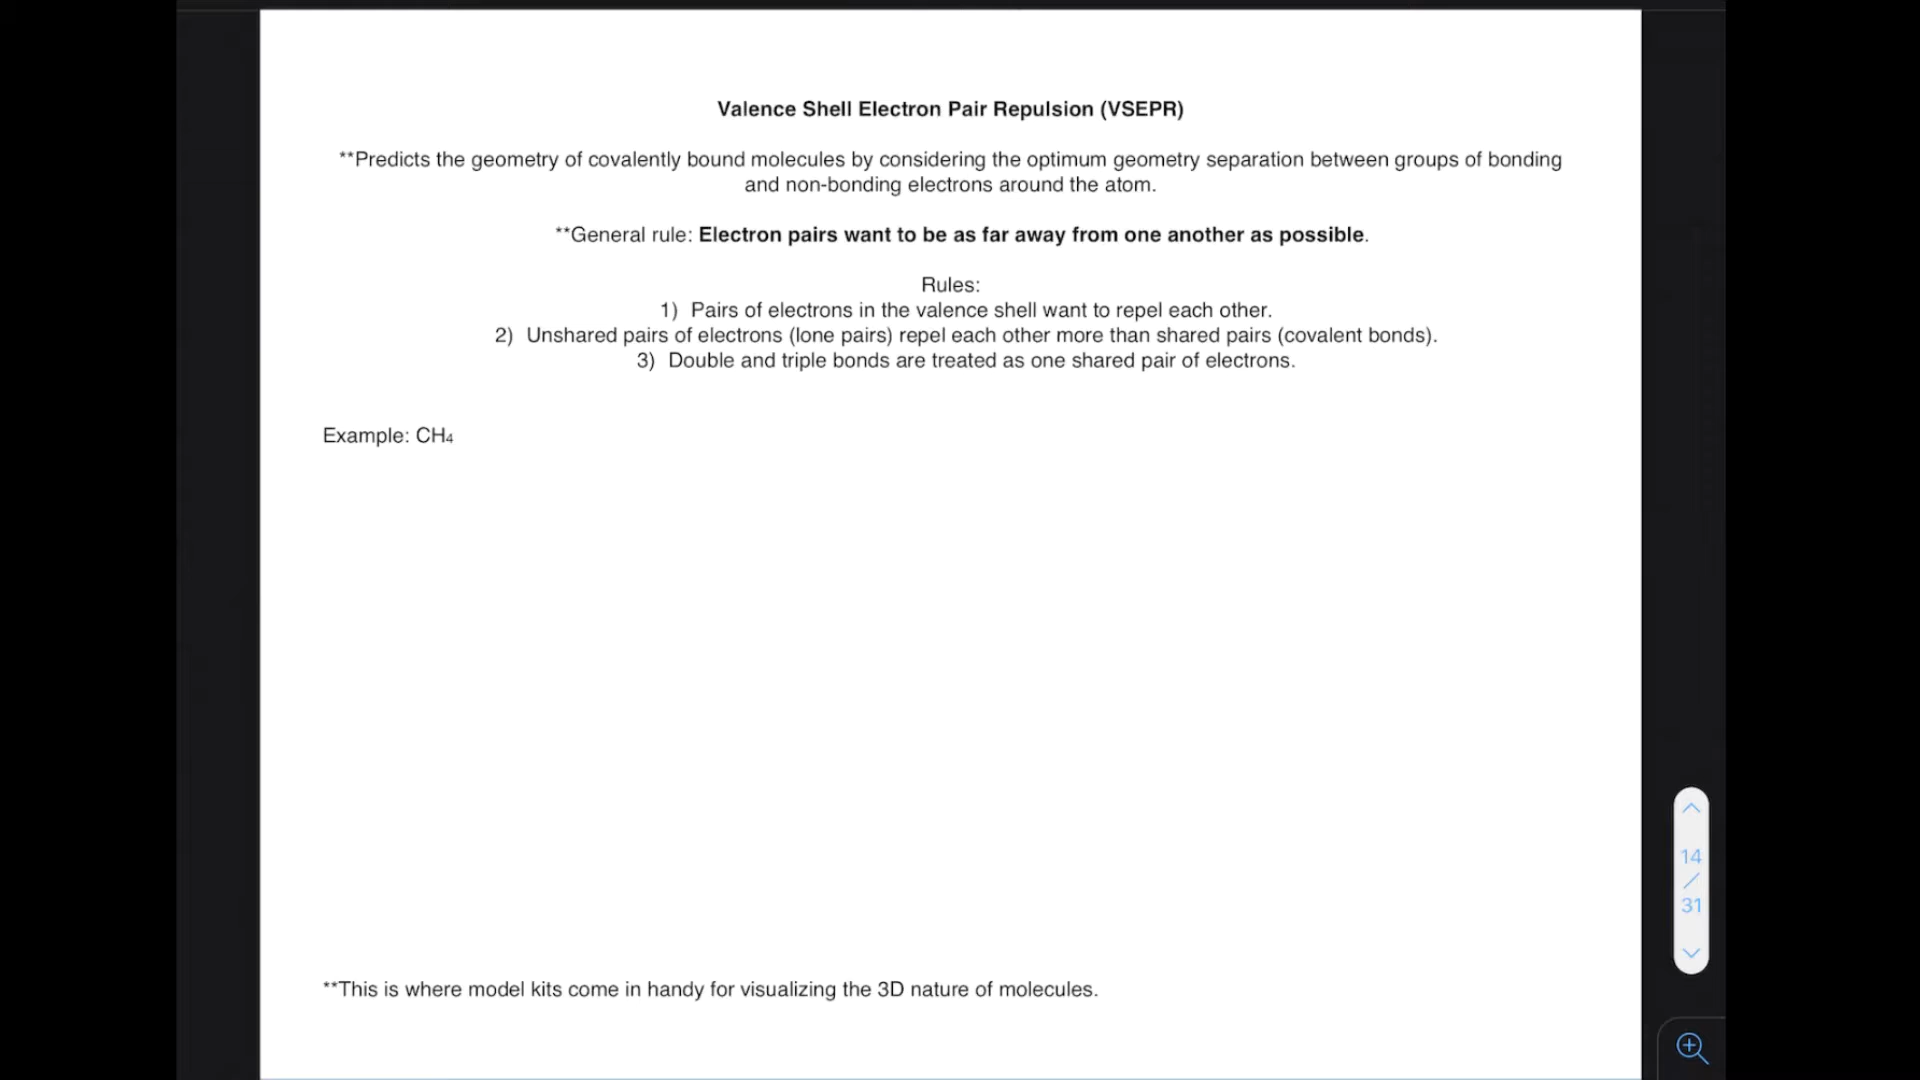 Valence Shell Electron Pair Repulsion (VSEPR)
**Predicts the geometry of covalently bound molecules by considering the optimum geometry separation between groups of bonding
and non-bonding electrons around the atom.
**General rule: Electron pairs want to be as far away from one another as possible.
Rules:
1) Pairs of electrons in the valence shell want to repel each other.
2) Unshared pairs of electrons (lone pairs) repel each other more than shared pairs (covalent bonds).
3) Double and triple bonds are treated as one shared pair of electrons.
Example: CH₄
14
/
31
**This is where model kits come in handy for visualizing the 3D nature of molecules.